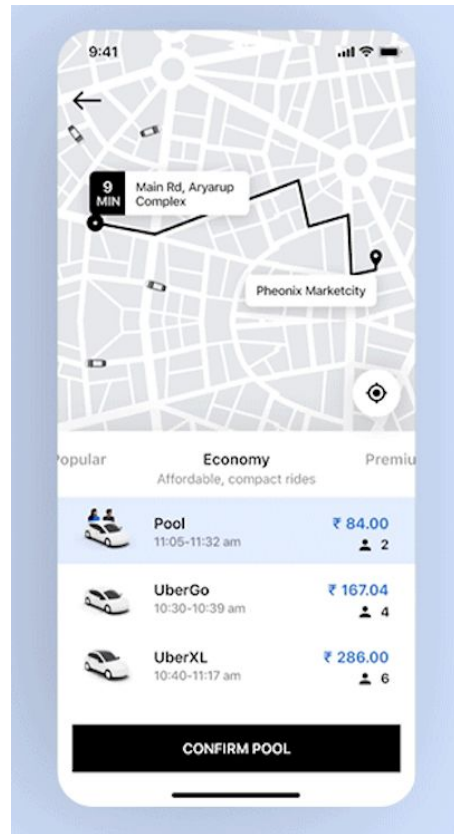 9:41
9
MIN
Main Rd, Aryarup
Complex
Pheonix Marketcity
Economy
Affordable, compact rides
Pool
11:05-11:32 am
₹ 84.00
2
UberGo
10:30-10:39 am
₹ 167.04
4
UberXL
10:40-11:17 am
₹ 286.00
6
CONFIRM POOL